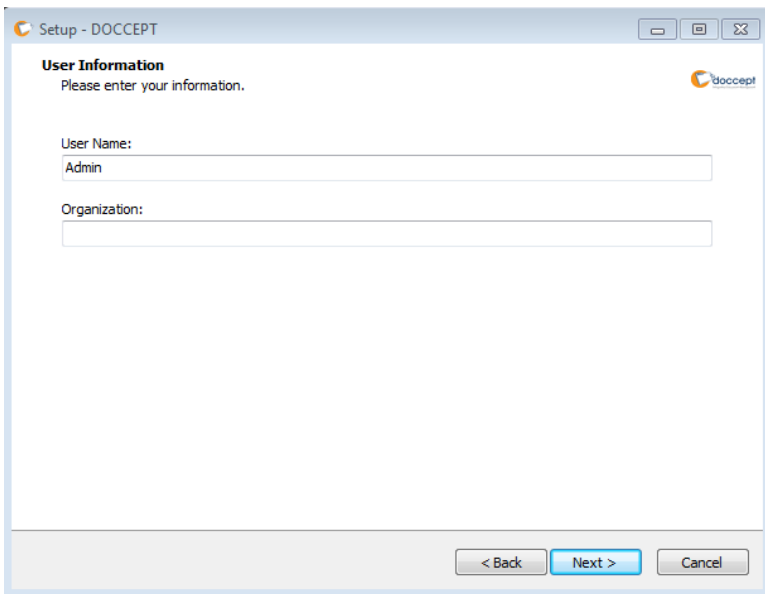 Setup - DOCCEPT
User Information
Please enter your information.
doccept
User Name:
Admin
Organization:
< Back
Next >
Cancel